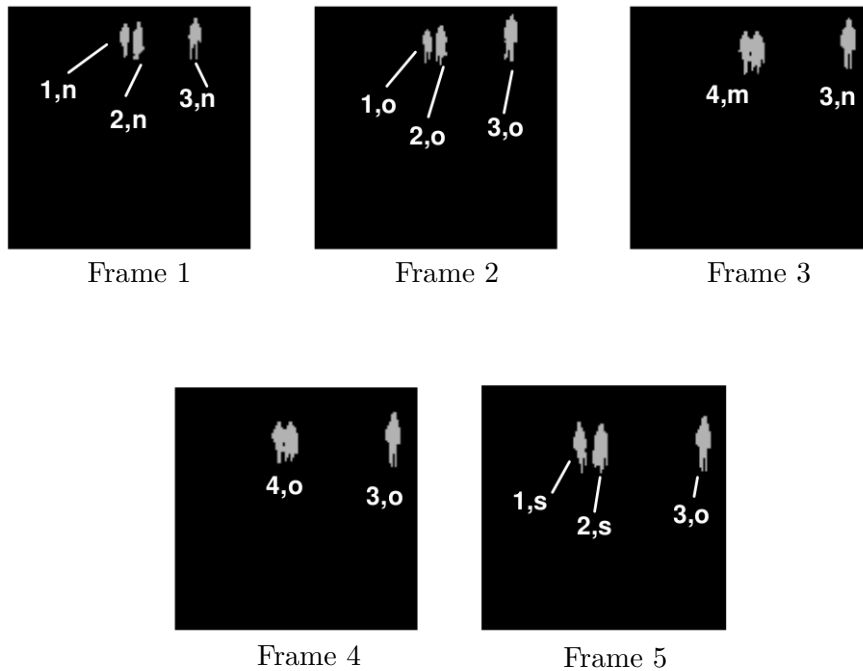 1,n
2,n
3,n
Frame 1
1,o
2,o
3,o
Frame 2
4,m
3,n
Frame 3
4,o
3,o
Frame 4
1,s
2,s
3,o
Frame 5